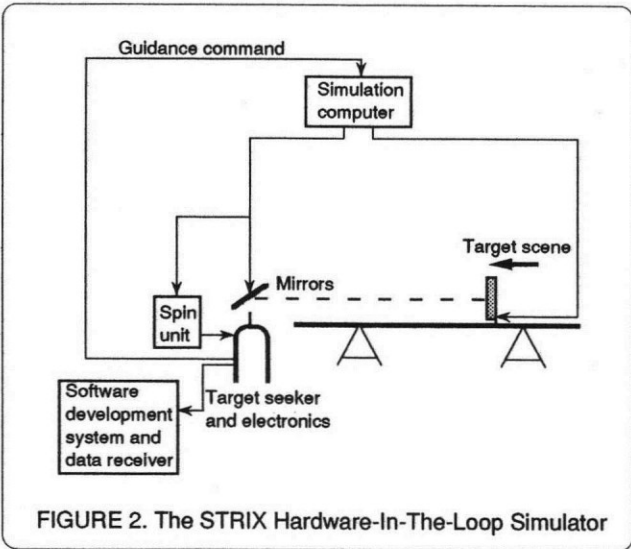 Guidance command
Simulation
computer
Target scene
Mirrors
Spin
unit
Software
development
system and
data receiver
Target seeker
and electronics
FIGURE 2. The STRIX Hardware-In-The-Loop Simulator